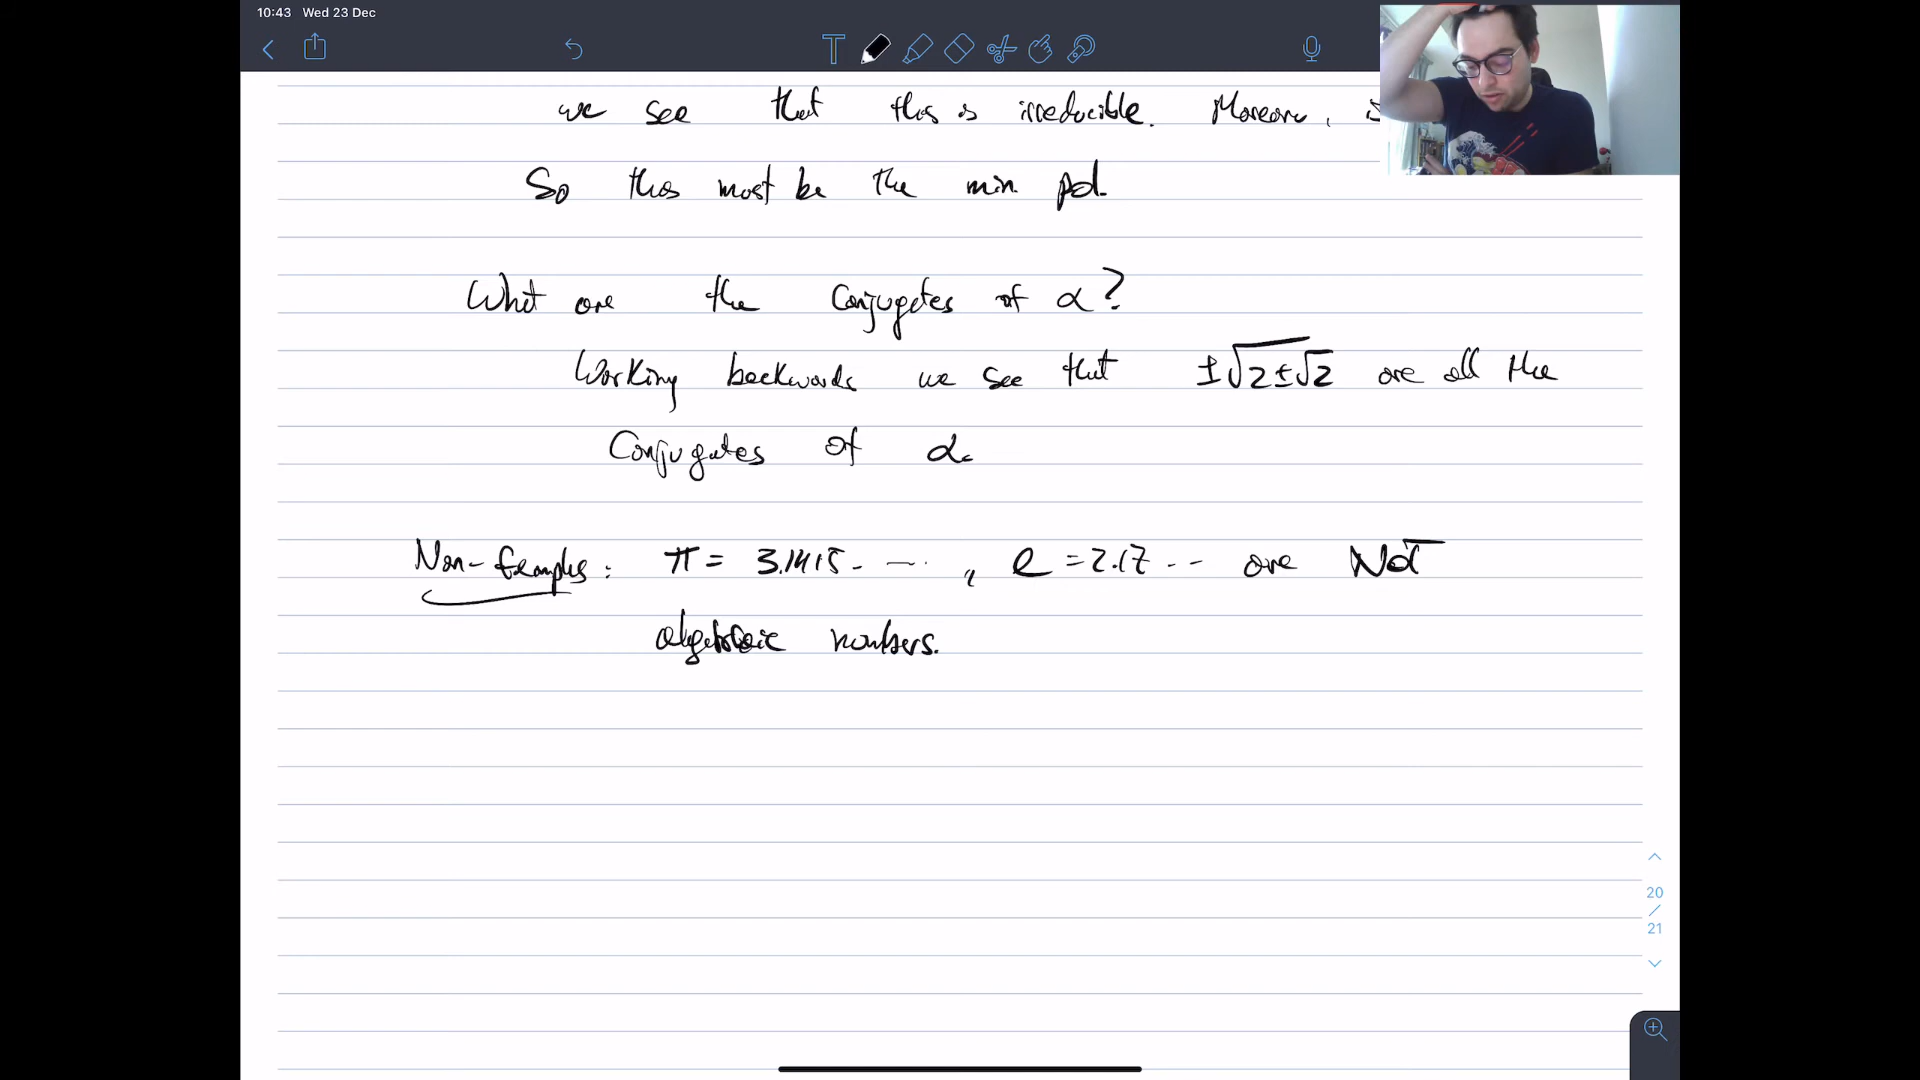 10:43 Wed 23 Dec
we see that this is irreducible. Moreover, is
So this must be the min. pol.
What are the Conjugates of α?
Working backwards we see that ±√(2±√2) are all the
Conjugates of α.
Non-Examples: π = 3.1415- ...., e = 2.17 -- are NOT
algebraic numbers.
20
/
21